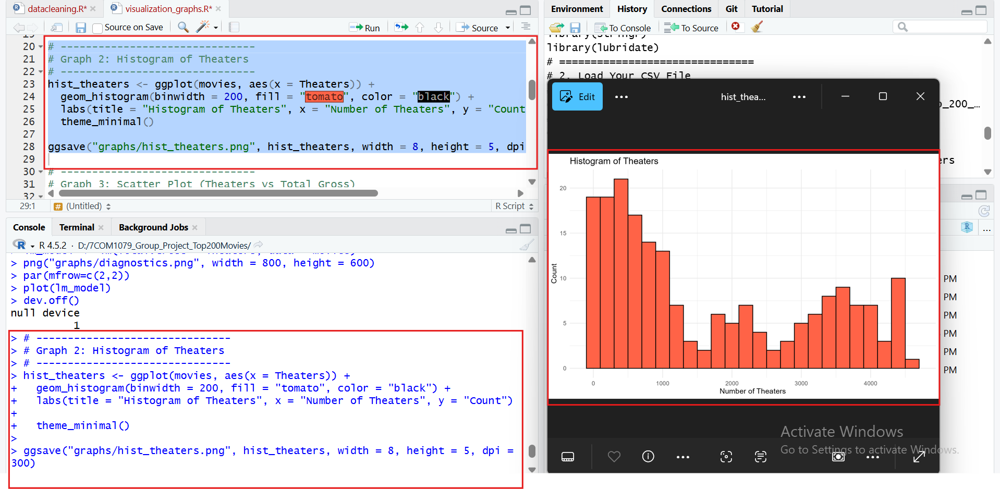 datacleaning.R*
visualization_graphs.R*
Source on Save
Run
Source
20 # -------------------------------
21 # Graph 2: Histogram of Theaters
22 # -------------------------------
23 hist_theaters <- ggplot(movies, aes(x = Theaters)) +
24 geom_histogram(binwidth = 200, fill = "tomato", color = "black") +
25 labs(title = "Histogram of Theaters", x = "Number of Theaters", y = "Count
26 theme_minimal()
27
28 ggsave("graphs/hist_theaters.png", hist_theaters, width = 8, height = 5, dpi
29
30 # -------------------------------
31 # Graph 3: Scatter Plot (Theaters vs Total Gross)
32
29:1
# (Untitled)
R Script
Console
Terminal
Background Jobs
R 4.5.2 · D:/7COM1079_Group_Project_Top200Movies/
> png("graphs/diagnostics.png", width = 800, height = 600)
> par(mfrow=c(2,2))
> plot(lm_model)
> dev.off()
null device
1
> # -------------------------------
> # Graph 2: Histogram of Theaters
> # -------------------------------
> hist_theaters <- ggplot(movies, aes(x = Theaters)) +
+ geom_histogram(binwidth = 200, fill = "tomato", color = "black") +
+ labs(title = "Histogram of Theaters", x = "Number of Theaters", y = "Count")
+
+ theme_minimal()
>
> ggsave("graphs/hist_theaters.png", hist_theaters, width = 8, height = 5, dpi =
300)
Environment
History
Connections
Git
Tutorial
To Console
To Source
library(stringr)
library(lubridate)
# ===============================
# 2. Load Your CSV File
_200_...
ers
Edit
hist_thea...
Histogram of Theaters
Count
20
15
10
5
0
0
1000
2000
3000
4000
Number of Theaters
PM
PM
PM
PM
PM
PM
Activate Windows
Go to Settings to activate Windows.